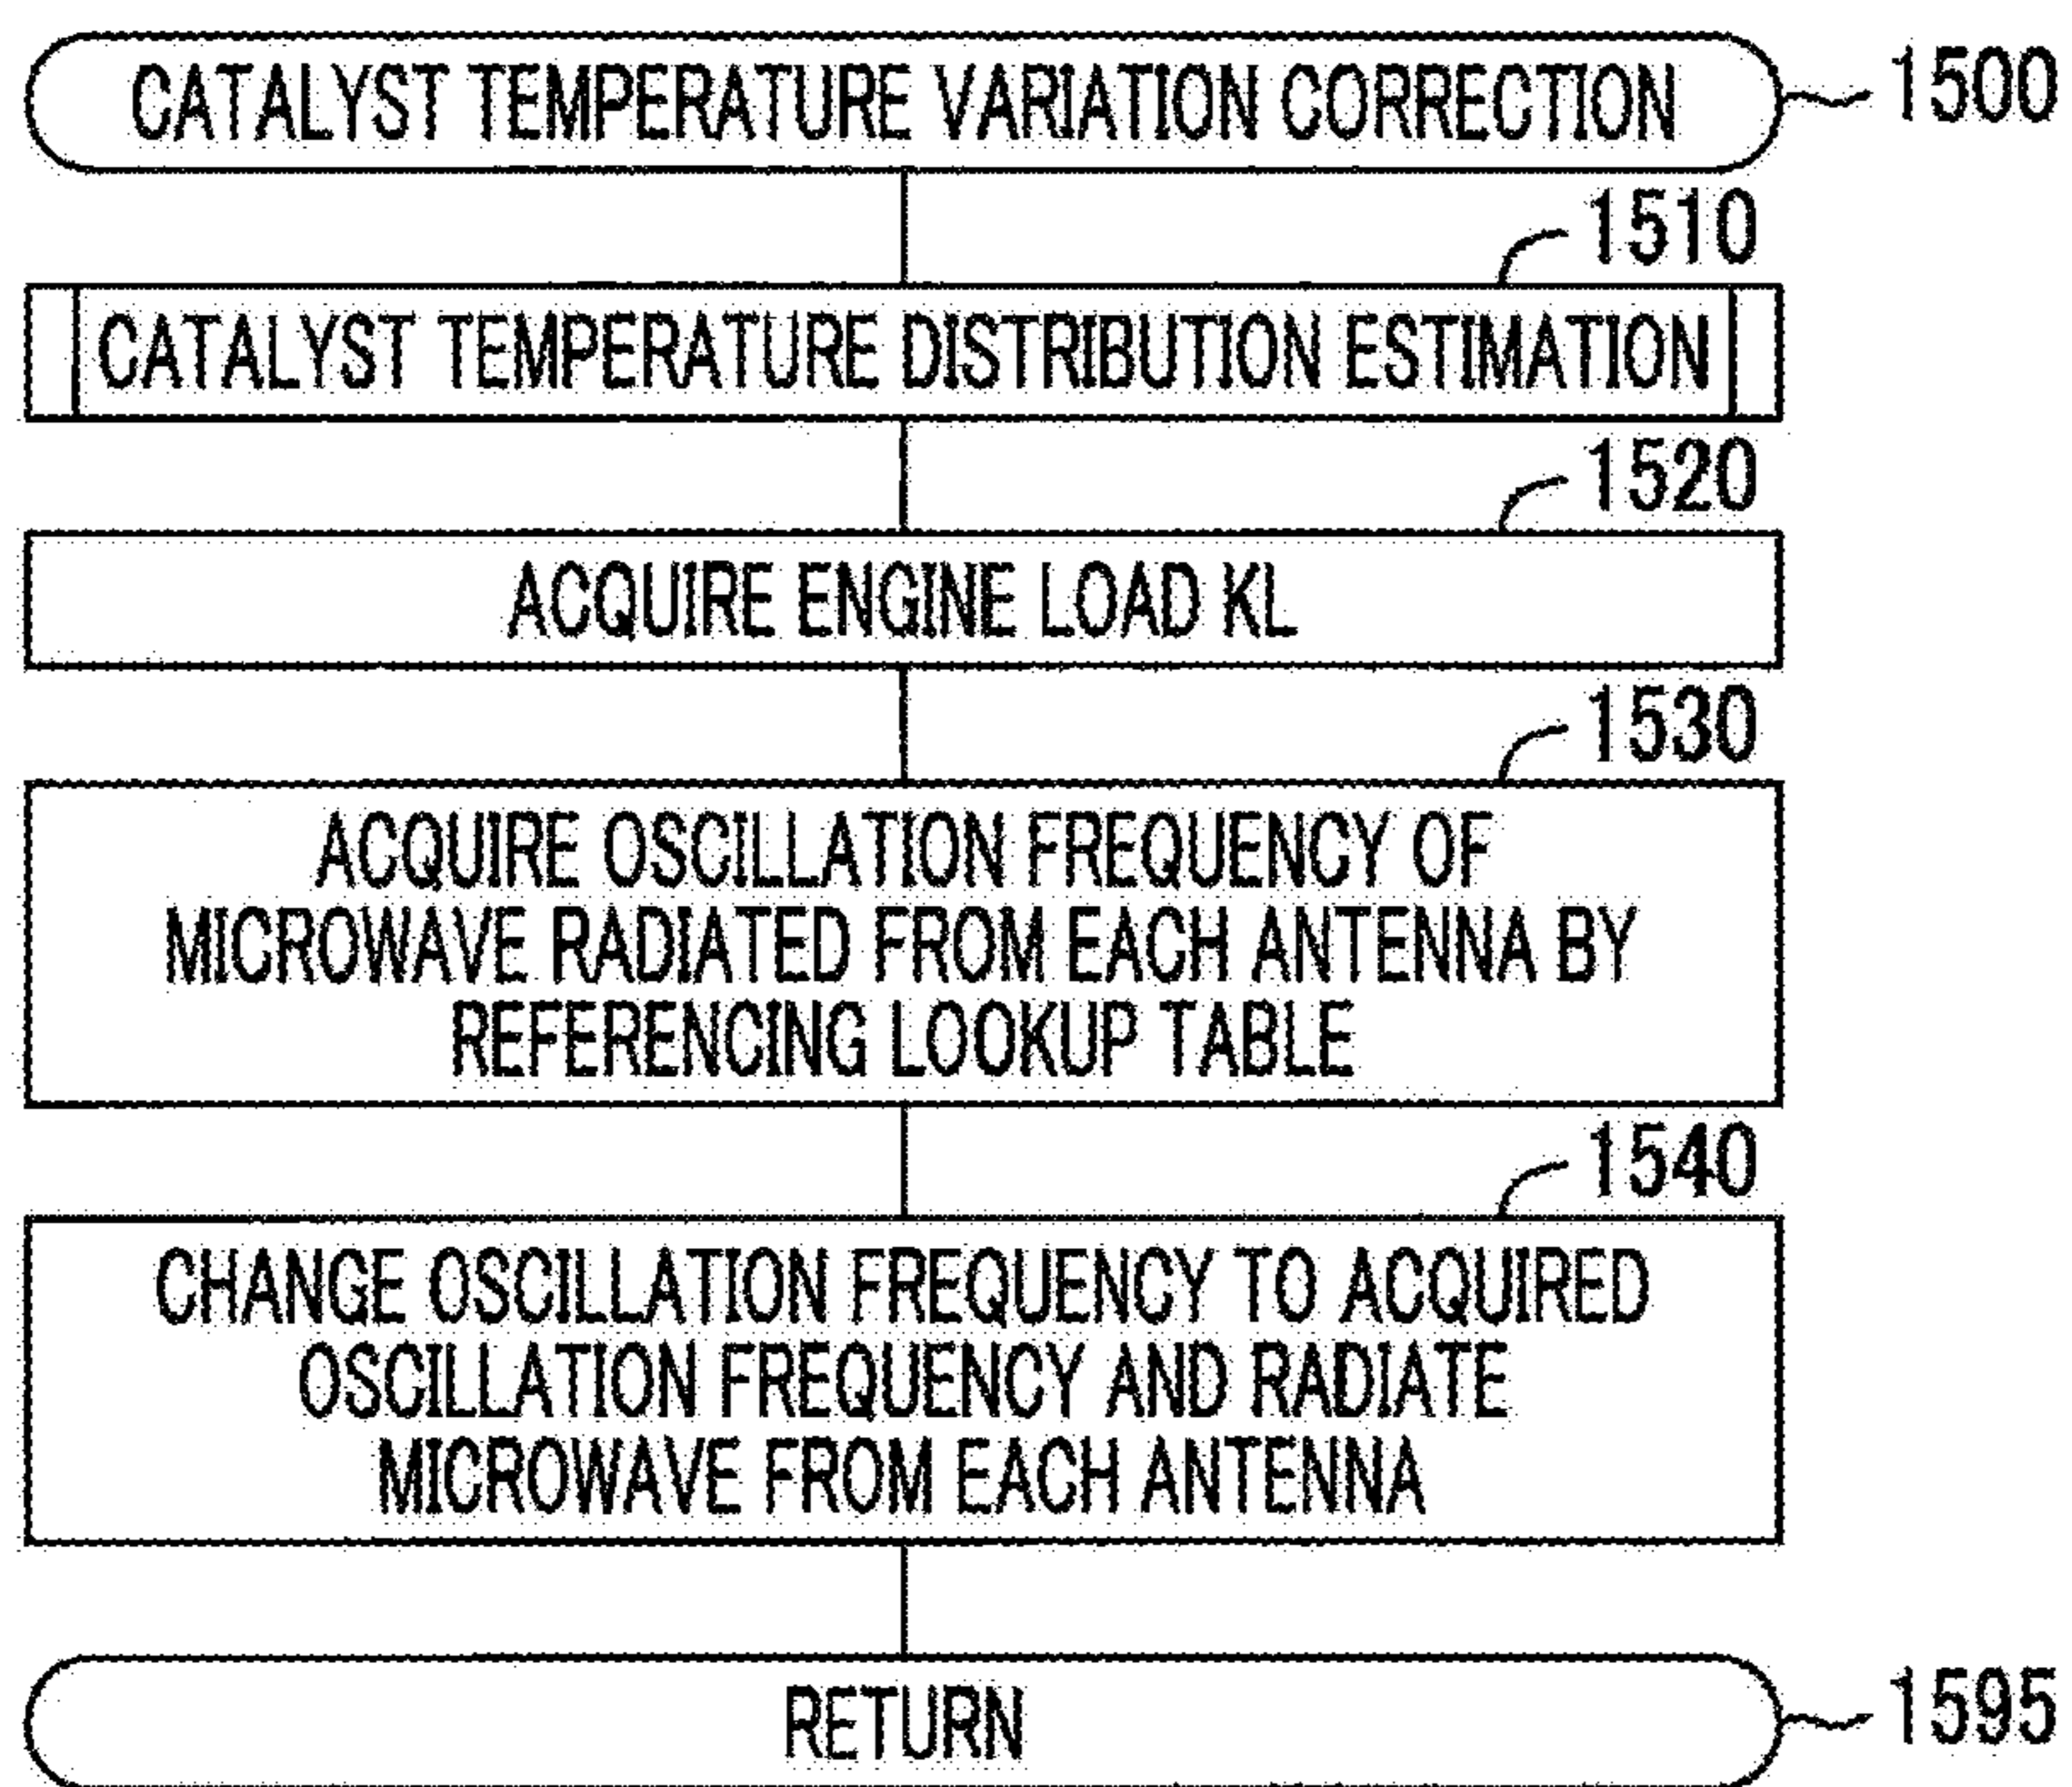 CATALYST TEMPERATURE VARIATION CORRECTION
1500
1510
CATALYST TEMPERATURE DISTRIBUTION ESTIMATION
1520
ACQUIRE ENGINE LOAD KL
1530
ACQUIRE OSCILLATION FREQUENCY OF
MICROWAVE RADIATED FROM EACH ANTENNA BY
REFERENCING LOOKUP TABLE
1540
CHANGE OSCILLATION FREQUENCY TO ACQUIRED
OSCILLATION FREQUENCY AND RADIATE
MICROWAVE FROM EACH ANTENNA
RETURN
1595